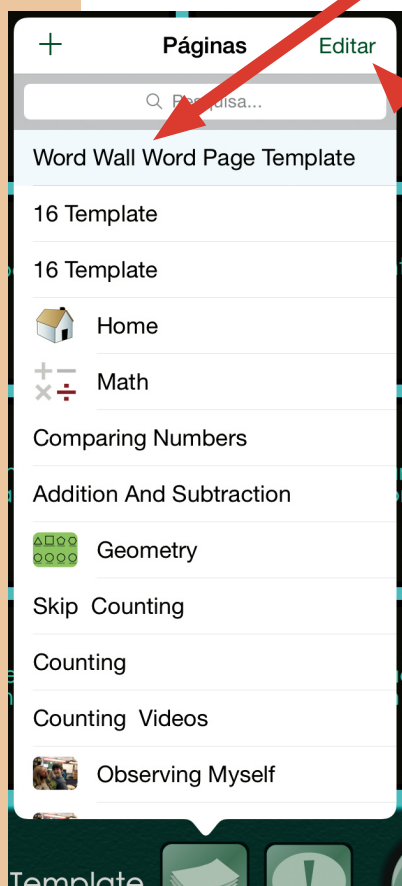 Páginas
Editar
Pesquisa...
Word Wall Word Page Template
16 Template
16 Template
Home
Math
Comparing Numbers
Addition And Subtraction
Geometry
Skip Counting
Counting
Counting Videos
Observing Myself
Template